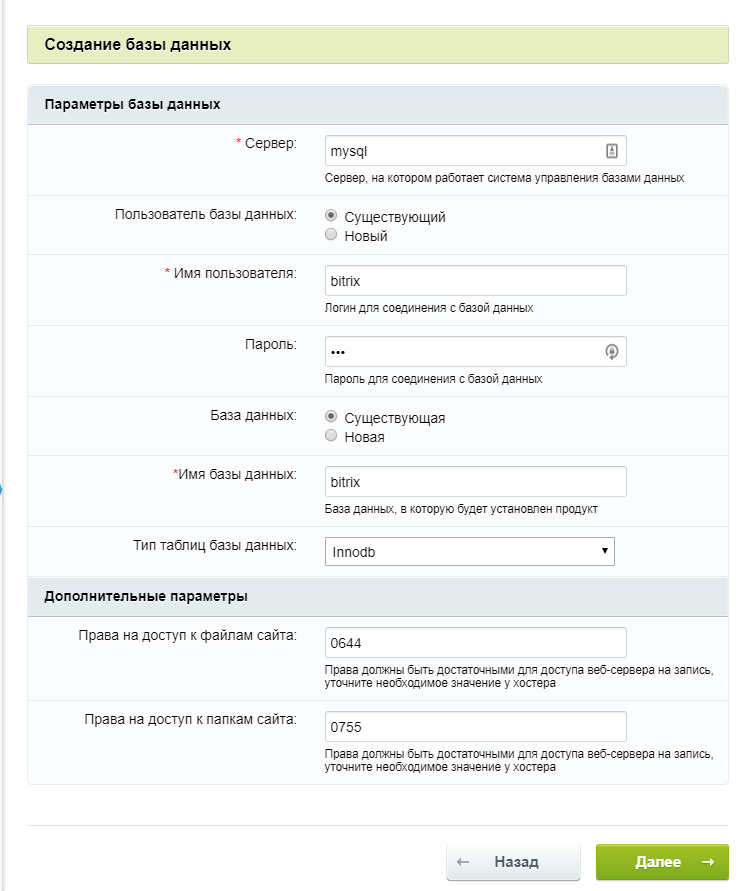 Создание базы данных
Параметры базы данных
* Сервер:
mysql
Сервер, на котором работает система управления базами данных
Пользователь базы данных:
Существующий
Новый
* Имя пользователя:
bitrix
Логин для соединения с базой данных
Пароль:
•••
Пароль для соединения с базой данных
База данных:
Существующая
Новая
*Имя базы данных:
bitrix
База данных, в которую будет установлен продукт
Тип таблиц базы данных:
Innodb
Дополнительные параметры
Права на доступ к файлам сайта:
0644
Права должны быть достаточными для доступа веб-сервера на запись,
уточните необходимое значение у хостера
Права на доступ к папкам сайта:
0755
Права должны быть достаточными для доступа веб-сервера на запись,
уточните необходимое значение у хостера
← Назад
Далее →